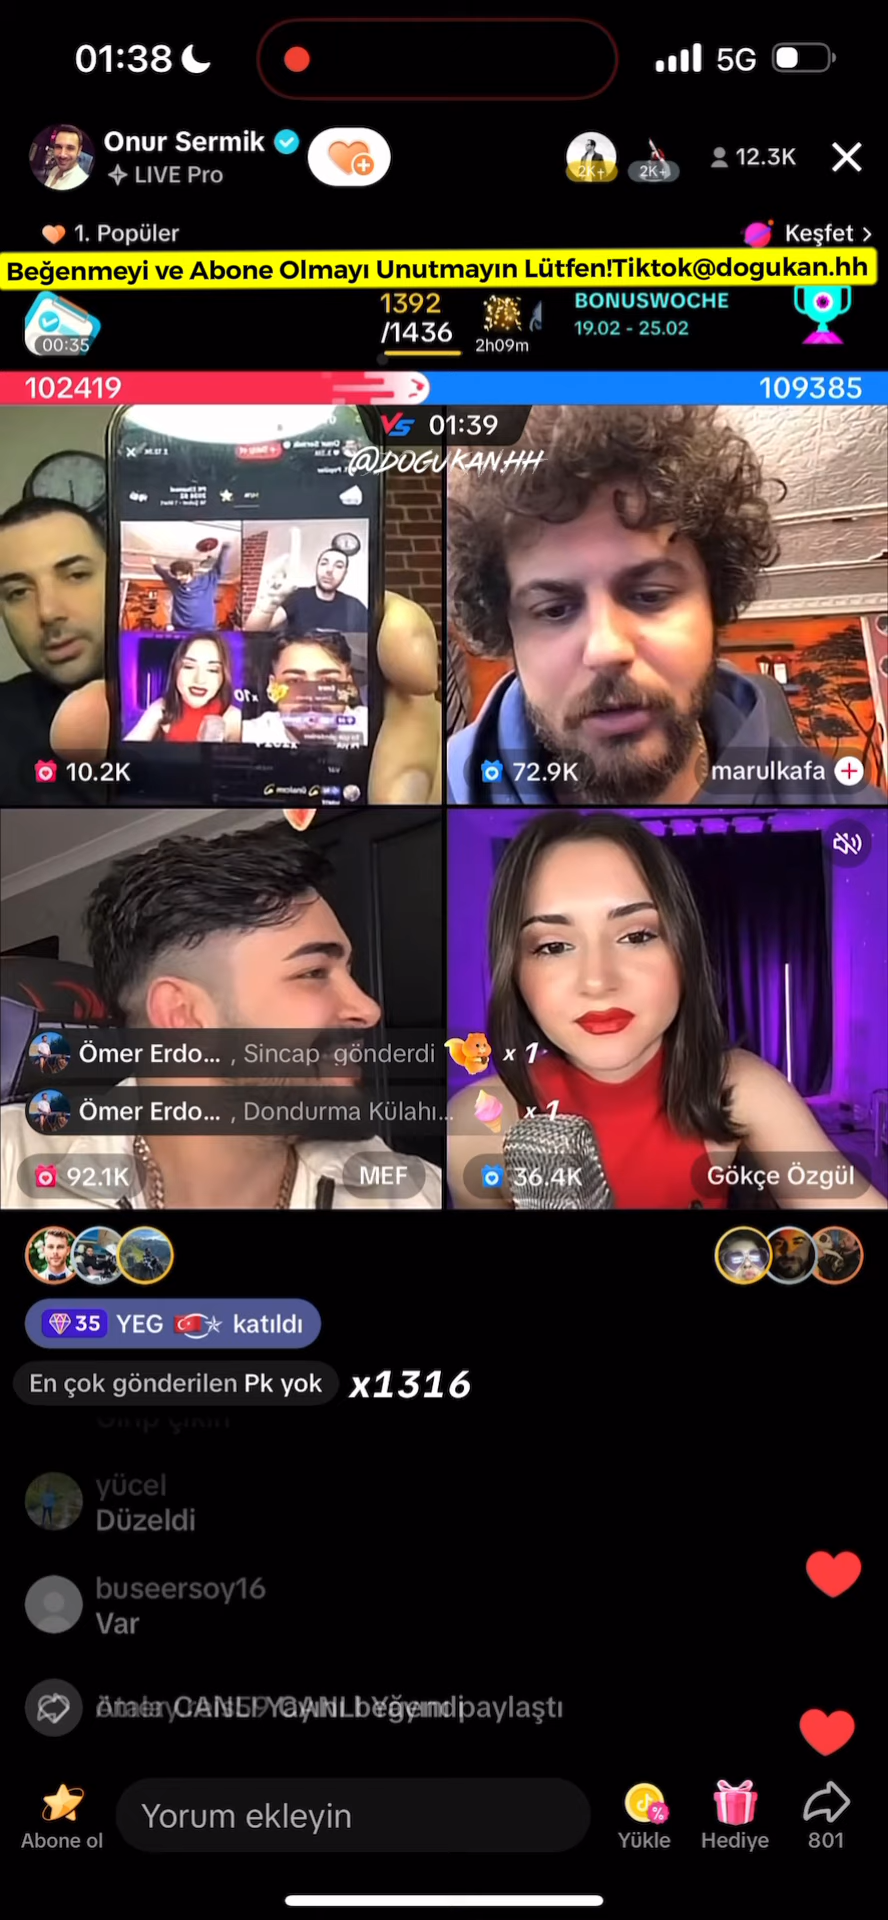 01:38
5G
Onur Sermik
LIVE Pro
2K+
2K+
12.3K
1. Popüler
Keşfet >
Beğenmeyi ve Abone Olmayı Unutmayın Lütfen!Tiktok@dogukan.hh
00:35
1392
/1436
2h09m
BONUSWOCHE
19.02 - 25.02
102419
109385
Vs 01:39
@DOGUKAN.HH
10.2K
72.9K
marulkafa
Ömer Erdo... , Sincap gönderdi x 1
Ömer Erdo... , Dondurma Külahı... x 1
92.1K
MEF
36.4K
Gökçe Özgül
35 YEG katıldı
En çok gönderilen Pk yok x1316
yücel
Düzeldi
buseersoy16
Var
Yorum ekleyin
Abone ol
Yükle
Hediye
801